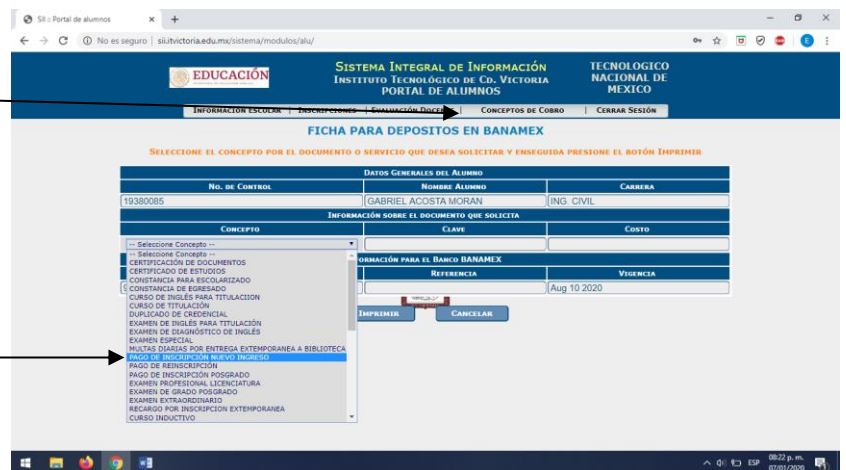 SII :: Portal de alumnos
No es seguro | sii.itvictoria.edu.mx/sistema/modulos/alu/
EDUCACIÓN
SISTEMA INTEGRAL DE INFORMACIÓN
INSTITUTO TECNOLÓGICO DE CD. VICTORIA
PORTAL DE ALUMNOS
TECNOLOGICO
NACIONAL DE
MEXICO
INFORMACIÓN ESCOLAR | INSCRIPCIONES | EVALUACIÓN DOCENTE | CONCEPTOS DE COBRO | CERRAR SESIÓN
FICHA PARA DEPOSITOS EN BANAMEX
SELECCIONE EL CONCEPTO POR EL DOCUMENTO O SERVICIO QUE DESEA SOLICITAR Y ENSEGUIDA PRESIONE EL BOTÓN IMPRIMIR
DATOS GENERALES DEL ALUMNO
NO. DE CONTROL NOMBRE ALUMNO CARRERA
19380085 GABRIEL ACOSTA MORAN ING. CIVIL
INFORMACIÓN SOBRE EL DOCUMENTO QUE SOLICITA
CONCEPTO CLAVE COSTO
-- Seleccione Concepto --
ORMACIÓN PARA EL BANCO BANAMEX
REFERENCIA VIGENCIA
Aug 10 2020
IMPRIMIR CANCELAR
-- Seleccione Concepto --
CERTIFICACIÓN DE DOCUMENTOS
CERTIFICADO DE ESTUDIOS
CONSTANCIA PARA ESCOLARIZADO
CONSTANCIA DE EGRESADO
CURSO DE INGLÉS PARA TITULACIION
CURSO DE TITULACIÓN
DUPLICADO DE CREDENCIAL
EXAMEN DE INGLÉS PARA TITULACIÓN
EXAMEN DE DIAGNÓSTICO DE INGLÉS
EXAMEN ESPECIAL
MULTAS DIARIAS POR ENTREGA EXTEMPORANEA A BIBLIOTECA
PAGO DE INSCRIPCIÓN NUEVO INGRESO
PAGO DE REINSCRIPCIÓN
PAGO DE INSCRIPCIÓN POSGRADO
EXAMEN PROFESIONAL LICENCIATURA
EXAMEN DE GRADO POSGRADO
EXAMEN EXTRAORDINARIO
RECARGO POR INSCRIPCION EXTEMPORANEA
CURSO INDUCTIVO
ESP
08:22 p. m.
07/01/2020